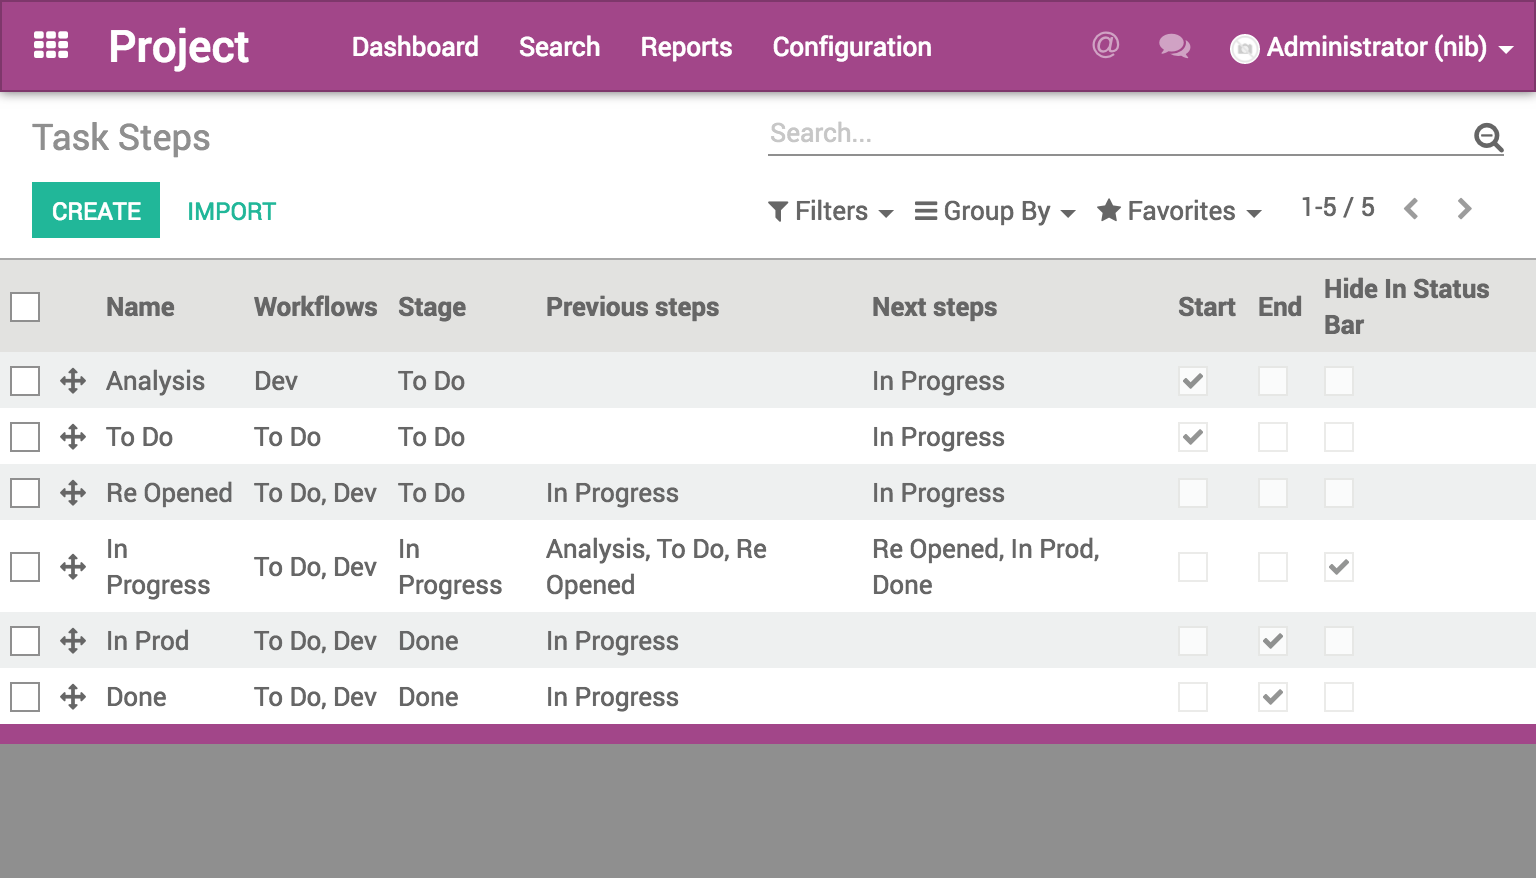 Project Dashboard Search Reports Configuration @ Administrator (nib)
Task Steps
Search...
CREATE IMPORT Filters Group By Favorites 1-5 / 5
Name Workflows Stage Previous steps Next steps Start End Hide In Status Bar
Analysis Dev To Do In Progress
To Do To Do To Do In Progress
Re Opened To Do, Dev To Do In Progress In Progress
In Progress To Do, Dev In Progress Analysis, To Do, Re Opened Re Opened, In Prod, Done
In Prod To Do, Dev Done In Progress
Done To Do, Dev Done In Progress